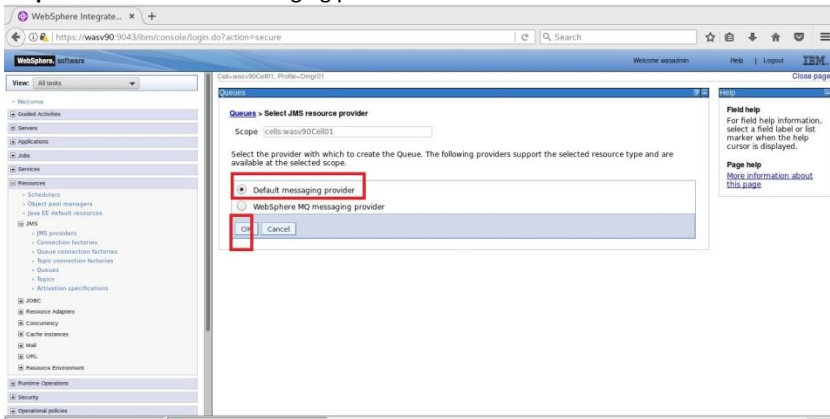 messaging p
WebSphere Integrate... × +
https://wasv90:9043/ibm/console/login.do?action=secure
Search
WebSphere. software
Welcome wasadmin
Help | Logout
IBM.
View: All tasks
Cell=wasv90Cell01, Profile=Dmgr01
Close page
Welcome
Guided Activities
Servers
Applications
Jobs
Services
Resources
Schedulers
Object pool managers
Java EE default resources
JMS
JMS providers
Connection factories
Queue connection factories
Topic connection factories
Queues
Topics
Activation specifications
JDBC
Resource Adapters
Concurrency
Cache instances
Mail
URL
Resource Environment
Runtime Operations
Security
Operational policies
Queues
Queues > Select JMS resource provider
Scope cells:wasv90Cell01
Select the provider with which to create the Queue. The following providers support the selected resource type and are
available at the selected scope.
Default messaging provider
WebSphere MQ messaging provider
OK Cancel
Help
Field help
For field help information,
select a field label or list
marker when the help
cursor is displayed.
Page help
More information about
this page